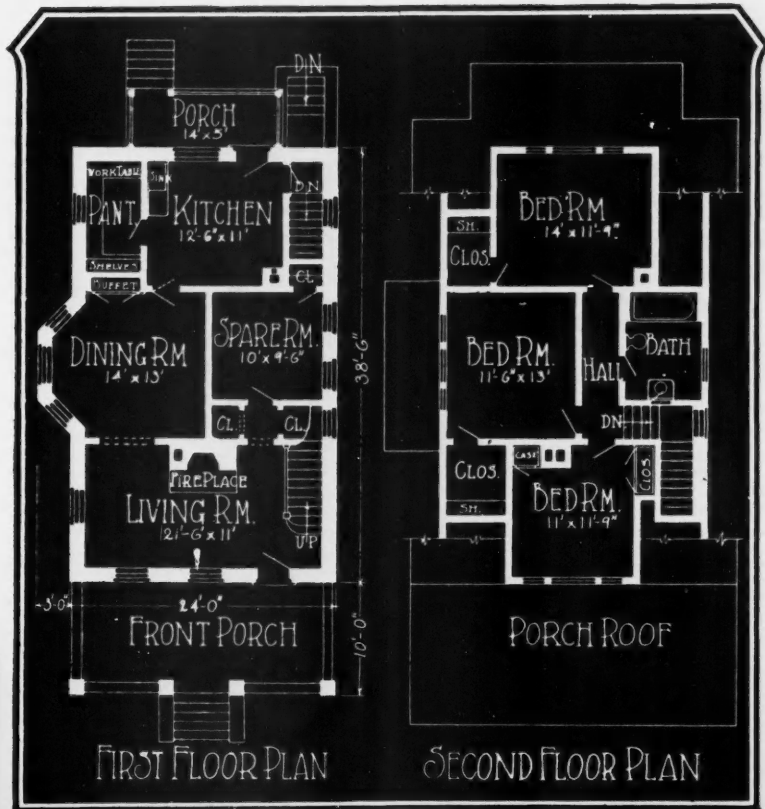 DN
PORCH
14' x 5'
WORK TABLE
SINK
DN
PANT.
KITCHEN
12'-6" x 11'
SHELVES
BUFFET
CL.
DINING RM
14' x 13'
SPARE RM.
10' x 9'-6"
38'-6"
CL.
CL.
FIREPLACE
LIVING RM.
21'-6" x 11'
UP
3'-0"
24'-0"
FRONT PORCH
10'-0"
FIRST FLOOR PLAN
BED RM.
14' x 11'-9"
SH.
CLOS.
BED RM.
11'-6" x 13'
HALL
BATH
DN
CLOS.
SH.
CASE
CLOS.
BED RM.
11' x 11'-9"
PORCH ROOF
SECOND FLOOR PLAN